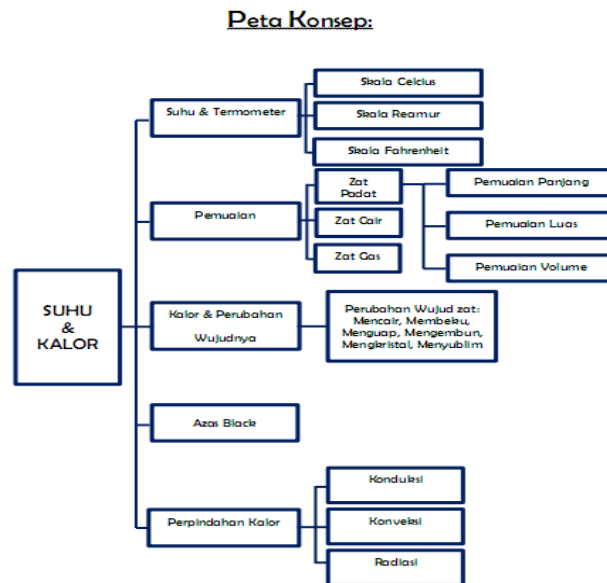 Peta Konsep:
SUHU
&
KALOR
Suhu & Termometer
Skala Celcius
Skala Reamur
Skala Fahrenheit
Pemuaian
Zat
Padat
Zat Cair
Zat Gas
Pemuaian Panjang
Pemuaian Luas
Pemuaian Volume
Kalor & Perubahan
Wujudnya
Perubahan Wujud zat:
Mencair, Membeku,
Menguap, Mengembun,
Mengkristal, Menyublim
Azas Black
Perpindahan Kalor
Konduksi
Konveksi
Radiasi